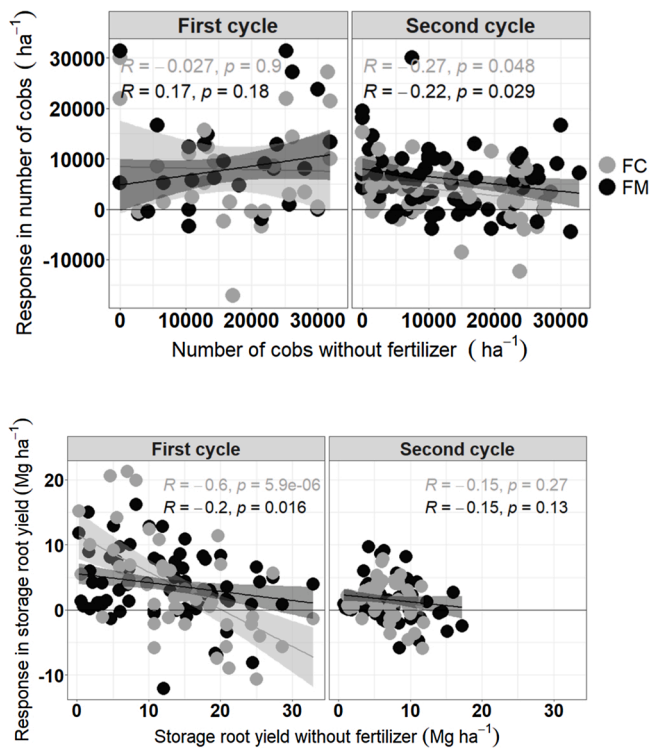 First cycle
Second cycle
Response in number of cobs ( ha⁻¹)
30000
20000
10000
0
-10000
R = −0.027, p = 0.9
R = 0.17, p = 0.18
R = −0.27, p = 0.048
R = −0.22, p = 0.029
FC
FM
0 10000 20000 30000
0 10000 20000 30000
Number of cobs without fertilizer ( ha⁻¹)
First cycle
Second cycle
Response in storage root yield (Mg ha⁻¹)
20
10
0
-10
R = −0.6, p = 5.9e-06
R = −0.2, p = 0.016
R = −0.15, p = 0.27
R = −0.15, p = 0.13
0 10 20 30
0 10 20 30
Storage root yield without fertilizer (Mg ha⁻¹)